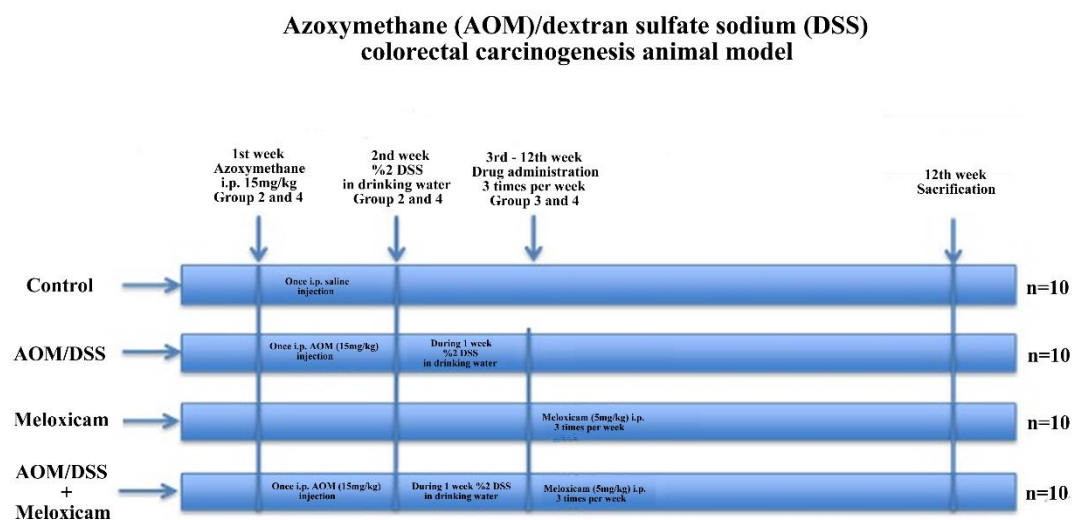 Azoxymethane (AOM)/dextran sulfate sodium (DSS)
colorectal carcinogenesis animal model
1st week
Azoxymethane
i.p. 15mg/kg
Group 2 and 4
2nd week
%2 DSS
in drinking water
Group 2 and 4
3rd - 12th week
Drug administration
3 times per week
Group 3 and 4
12th week
Sacrification
Control
Once i.p. saline
injection
n=10
AOM/DSS
Once i.p. AOM (15mg/kg)
injection
During 1 week
%2 DSS
in drinking water
n=10
Meloxicam
Meloxicam (5mg/kg) i.p.
3 times per week
n=10
AOM/DSS
+
Meloxicam
Once i.p. AOM (15mg/kg)
injection
During 1 week %2 DSS
in drinking water
Meloxicam (5mg/kg) i.p.
3 times per week
n=10